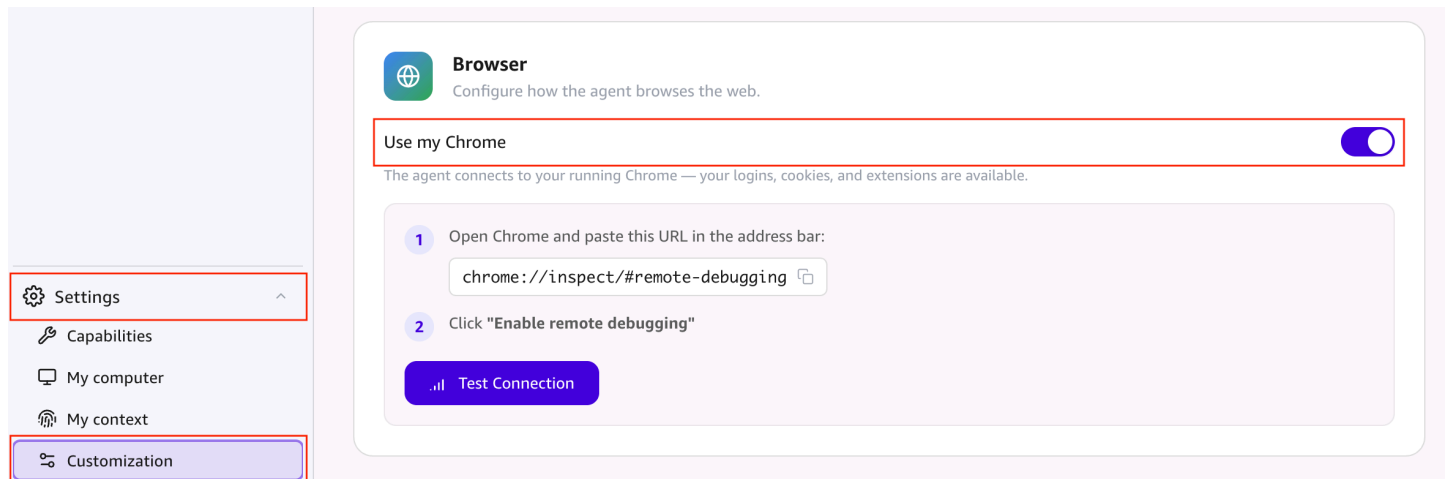 Browser
Configure how the agent browses the web.
Use my Chrome
The agent connects to your running Chrome — your logins, cookies, and extensions are available.
1 Open Chrome and paste this URL in the address bar:
chrome://inspect/#remote-debugging
2 Click "Enable remote debugging"
Test Connection
Settings
Capabilities
My computer
My context
Customization